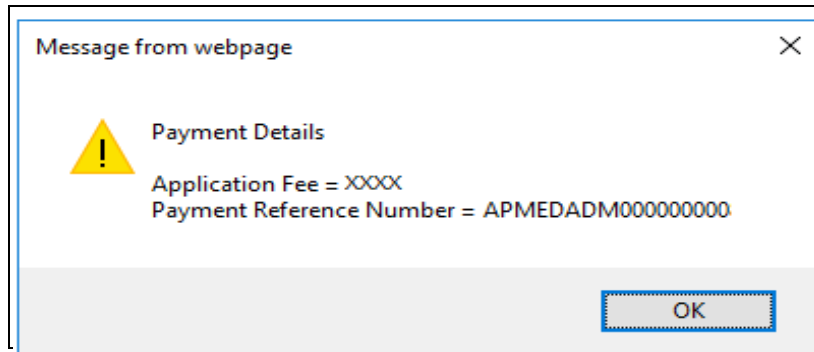 Message from webpage
Payment Details
Application Fee = XXXX
Payment Reference Number = APMEDADM000000000
OK